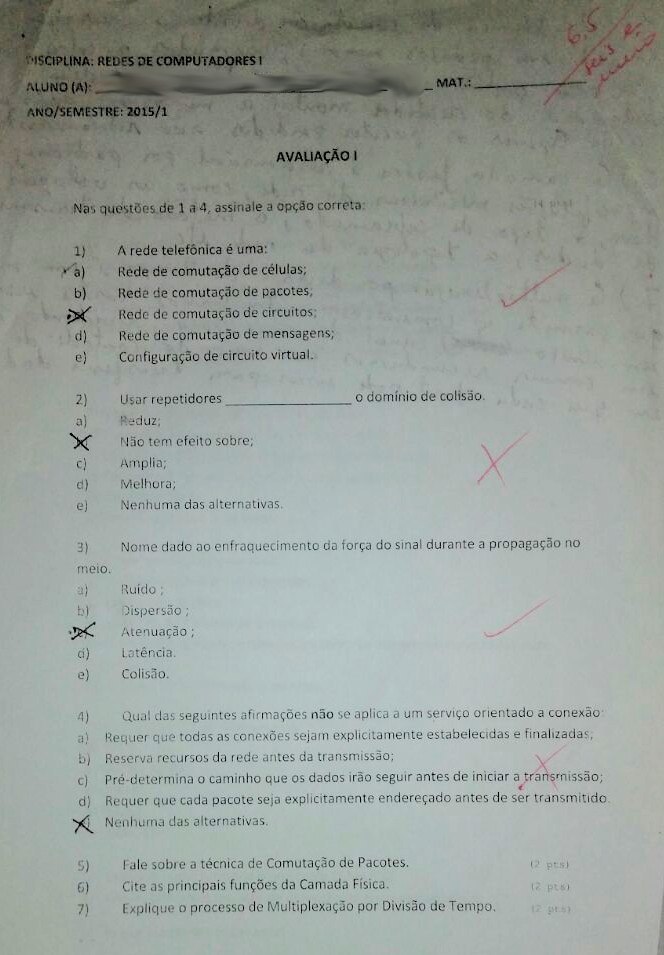 DISCIPLINA: REDES DE COMPUTADORES I
6,5
seis e
meio
ALUNO (A): MAT.:
ANO/SEMESTRE: 2015/1
AVALIAÇÃO I
Nas questões de 1 a 4, assinale a opção correta:
1) A rede telefônica é uma:
a) Rede de comutação de células;
b) Rede de comutação de pacotes;
Rede de comutação de circuitos;
d) Rede de comutação de mensagens;
e) Configuração de circuito virtual.
2) Usar repetidores ________________ o domínio de colisão.
a) Reduz;
Não tem efeito sobre;
c) Amplia;
d) Melhora;
e) Nenhuma das alternativas.
3) Nome dado ao enfraquecimento da força do sinal durante a propagação no
meio.
a) Ruído ;
b) Dispersão ;
Atenuação ;
d) Latência.
e) Colisão.
4) Qual das seguintes afirmações não se aplica a um serviço orientado a conexão:
a) Requer que todas as conexões sejam explicitamente estabelecidas e finalizadas;
b) Reserva recursos da rede antes da transmissão;
c) Pré-determina o caminho que os dados irão seguir antes de iniciar a transmissão;
d) Requer que cada pacote seja explicitamente endereçado antes de ser transmitido.
Nenhuma das alternativas.
5) Fale sobre a técnica de Comutação de Pacotes. (2 pts)
6) Cite as principais funções da Camada Física. (2 pts)
7) Explique o processo de Multiplexação por Divisão de Tempo. (2 pts)